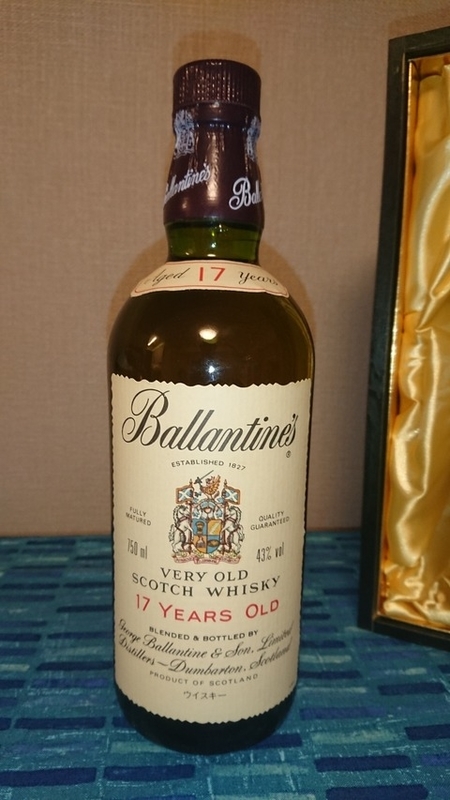 Ballantine's
Aged 17 Years
Ballantine's
®
ESTABLISHED 1827
FULLY
MATURED
QUALITY
GUARANTEED
750 ml
43% vol
VERY OLD
SCOTCH WHISKY
17 YEARS OLD
BLENDED & BOTTLED BY
George Ballantine & Son, Limited
Distillers—Dumbarton, Scotland
PRODUCT OF SCOTLAND
ウイスキー